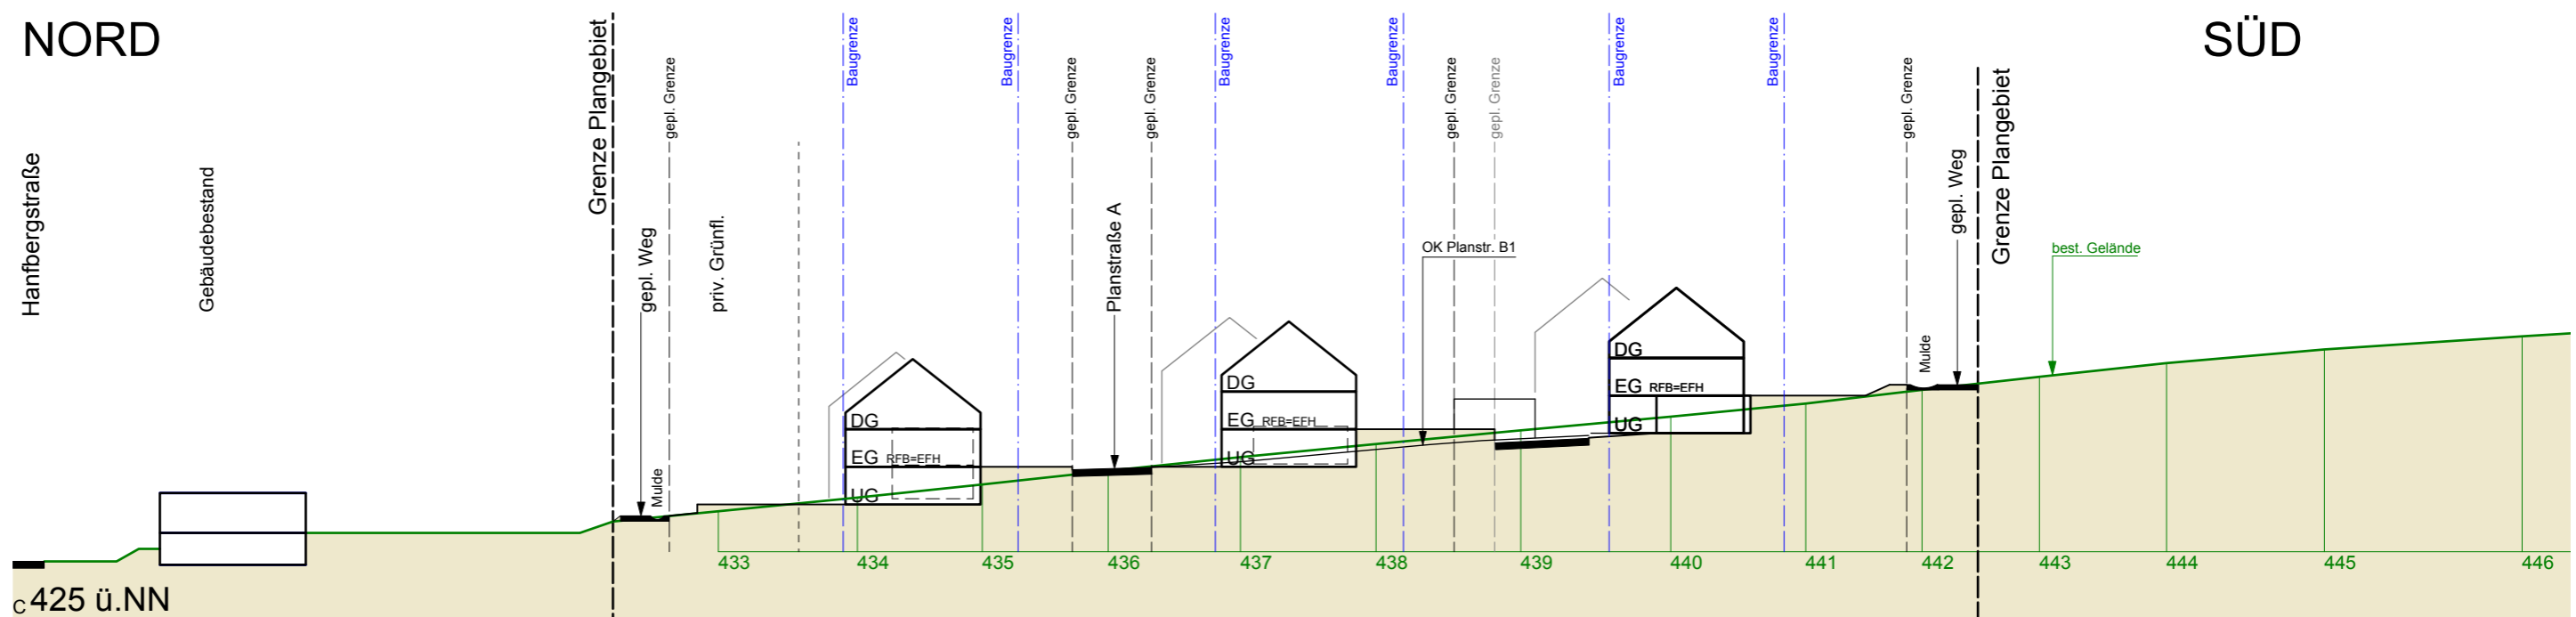 NORD
SÜD
Hanfbergstraße
Gebäudebestand
Grenze Plangebiet
gepl. Weg
Mulde
gepl. Grenze
priv. Grünfl.
Baugrenze
Baugrenze
gepl. Grenze
Planstraße A
gepl. Grenze
Baugrenze
Baugrenze
OK Planstr. B1
gepl. Grenze
gepl. Grenze
Baugrenze
Baugrenze
gepl. Grenze
Mulde
gepl. Weg
Grenze Plangebiet
best. Gelände
DG
EG RFB=EFH
UG
DG
EG RFB=EFH
UG
DG
EG RFB=EFH
UG
433
434
435
436
437
438
439
440
441
442
443
444
445
446
C 425 ü.NN